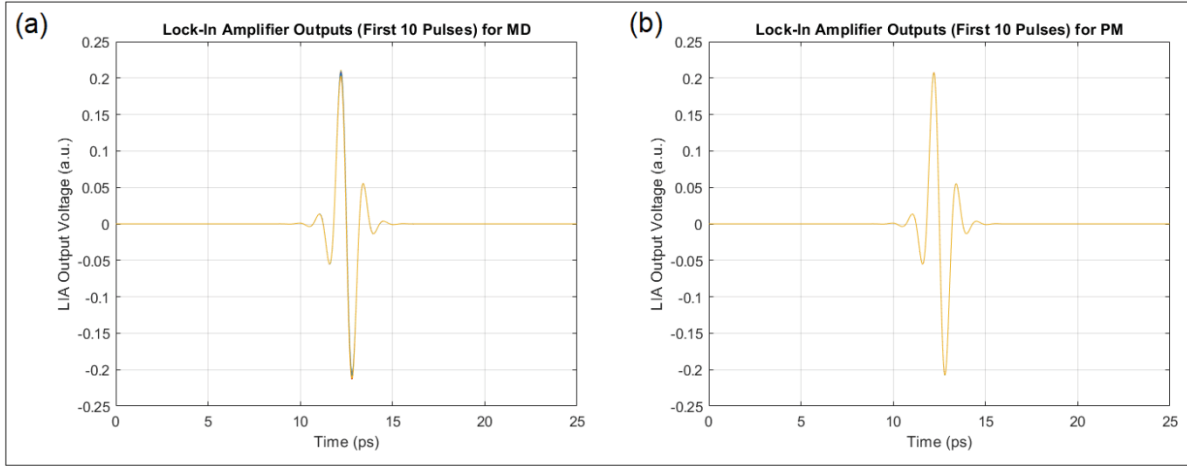 (a)
Lock-In Amplifier Outputs (First 10 Pulses) for MD
0.25
0.2
0.15
0.1
0.05
0
-0.05
-0.1
-0.15
-0.2
-0.25
LIA Output Voltage (a.u.)
0 5 10 15 20 25
Time (ps)
(b)
Lock-In Amplifier Outputs (First 10 Pulses) for PM
0.25
0.2
0.15
0.1
0.05
0
-0.05
-0.1
-0.15
-0.2
-0.25
LIA Output Voltage (a.u.)
0 5 10 15 20 25
Time (ps)